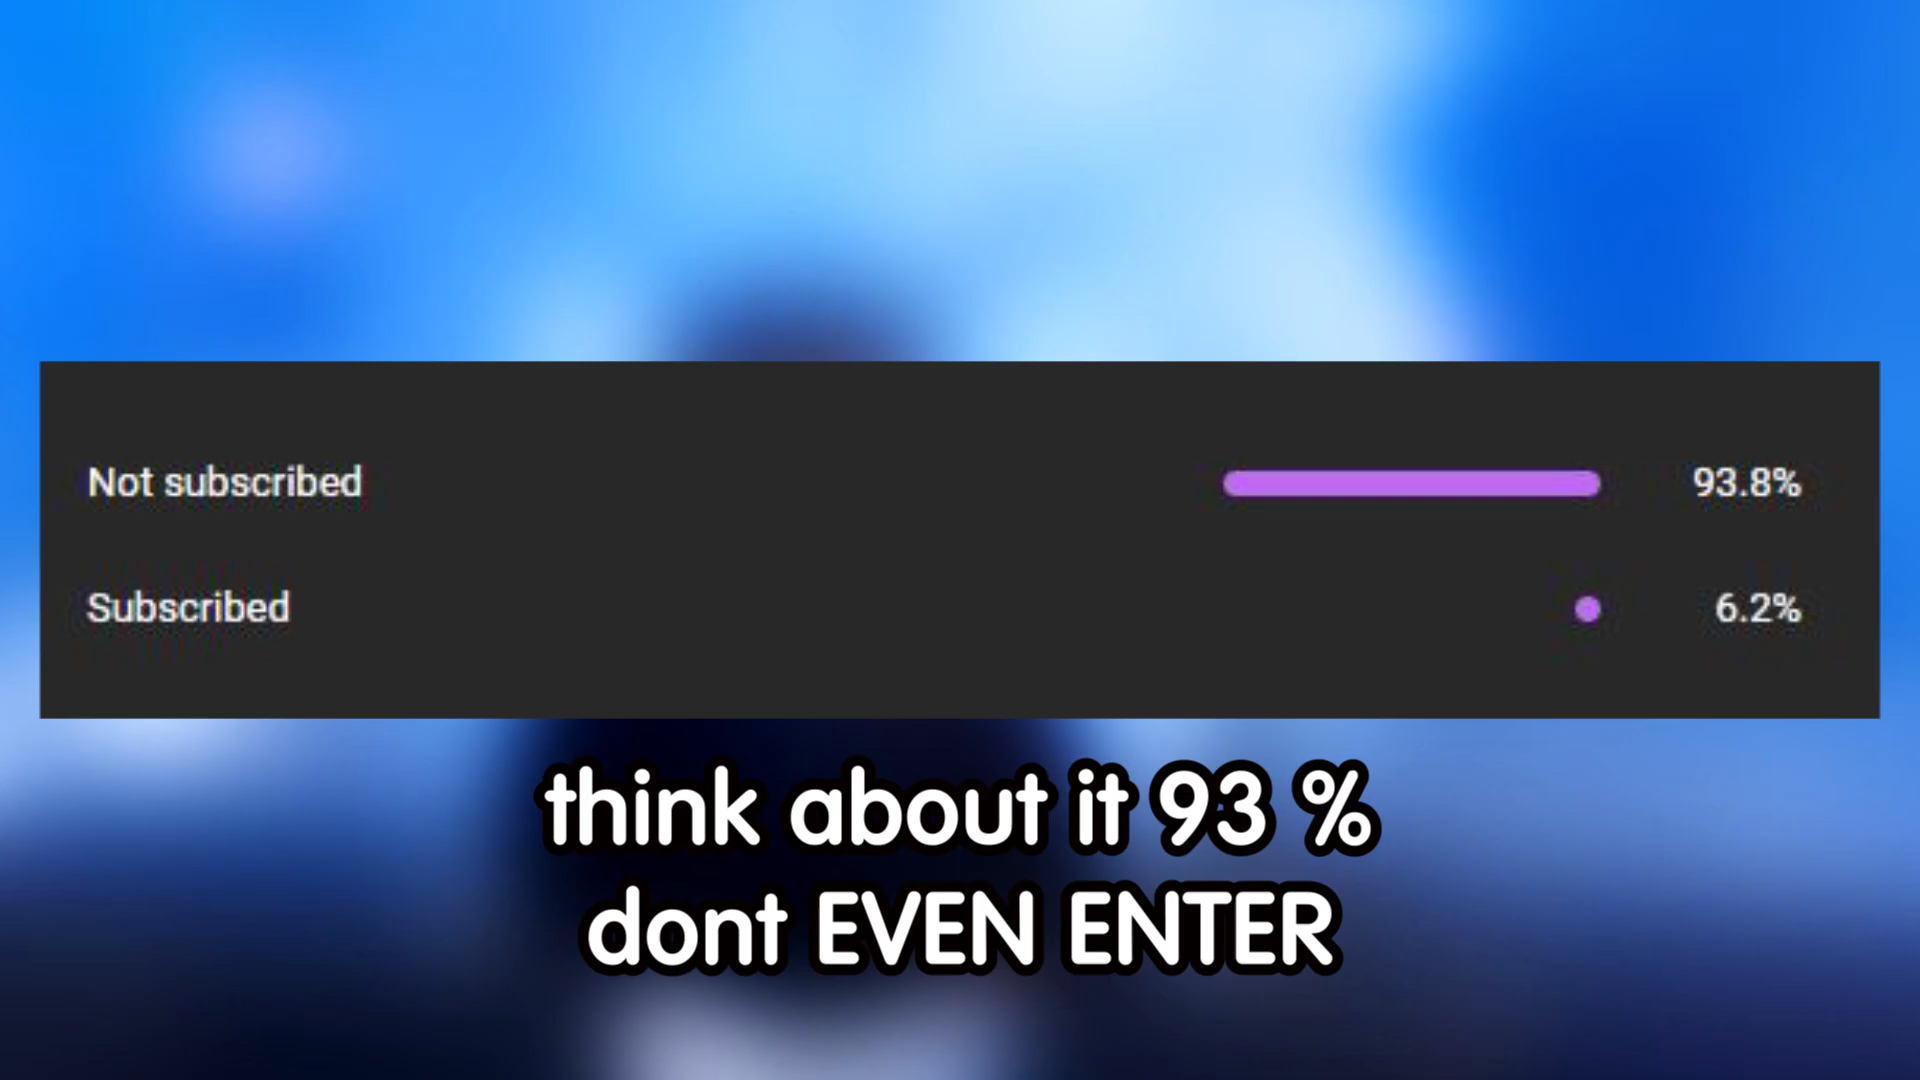 Not subscribed 93.8%
Subscribed 6.2%
think about it 93 %
dont EVEN ENTER